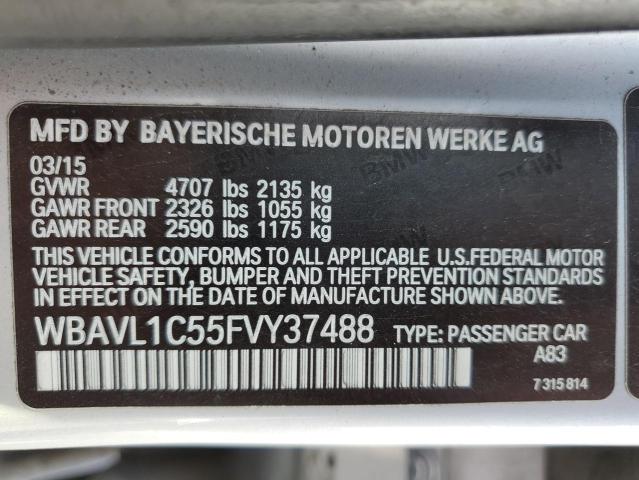 MFD BY BAYERISCHE MOTOREN WERKE AG
03/15
GVWR 4707 lbs 2135 kg
GAWR FRONT 2326 lbs 1055 kg
GAWR REAR 2590 lbs 1175 kg
THIS VEHICLE CONFORMS TO ALL APPLICABLE U.S.FEDERAL MOTOR
VEHICLE SAFETY, BUMPER AND THEFT PREVENTION STANDARDS
IN EFFECT ON THE DATE OF MANUFACTURE SHOWN ABOVE.
WBAVL1C55FVY37488 TYPE: PASSENGER CAR
A83
7 315 814